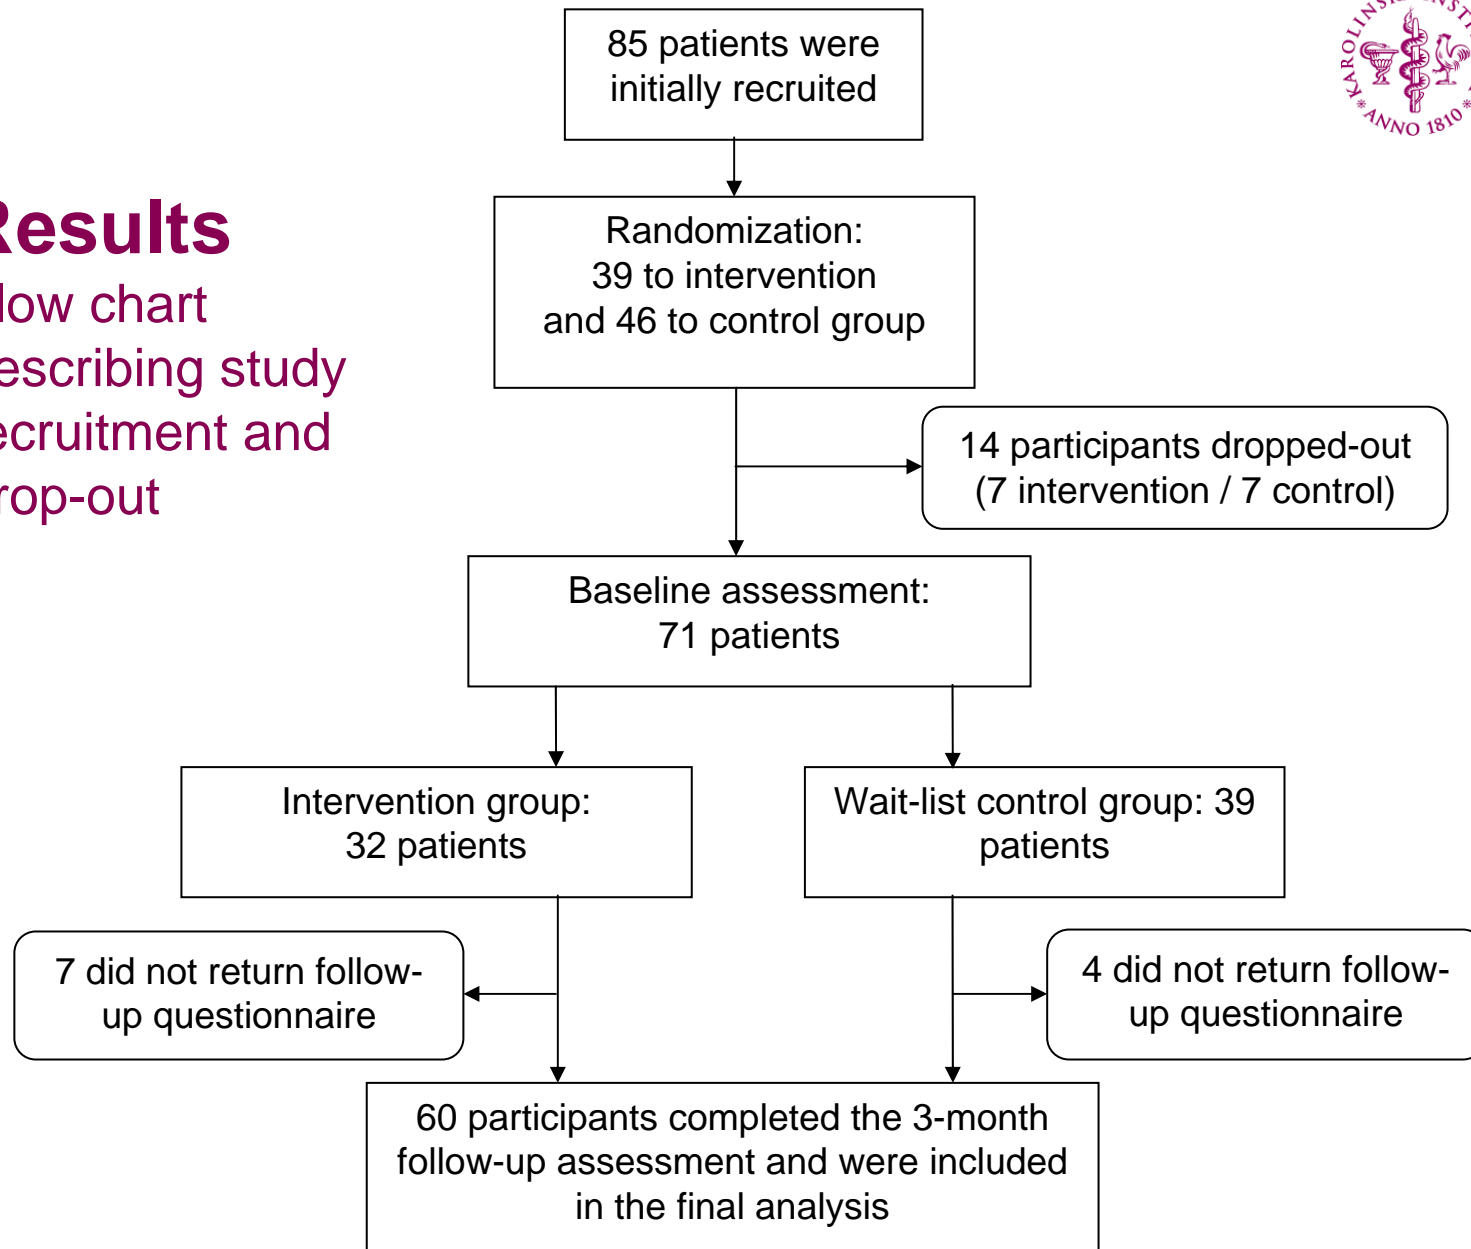 85 patients were
initially recruited
Results
Randomization:
39 to intervention
and 46 to control group
low chart
escribing study
ecruitment and
rop-out
14 participants dropped-out
(7 intervention / 7 control)
Baseline assessment:
71 patients
Intervention group:
32 patients
Wait-list control group: 39
patients
7 did not return follow-
up questionnaire
4 did not return follow-
up questionnaire
60 participants completed the 3-month
follow-up assessment and were included
in the final analysis
ANNO 1810